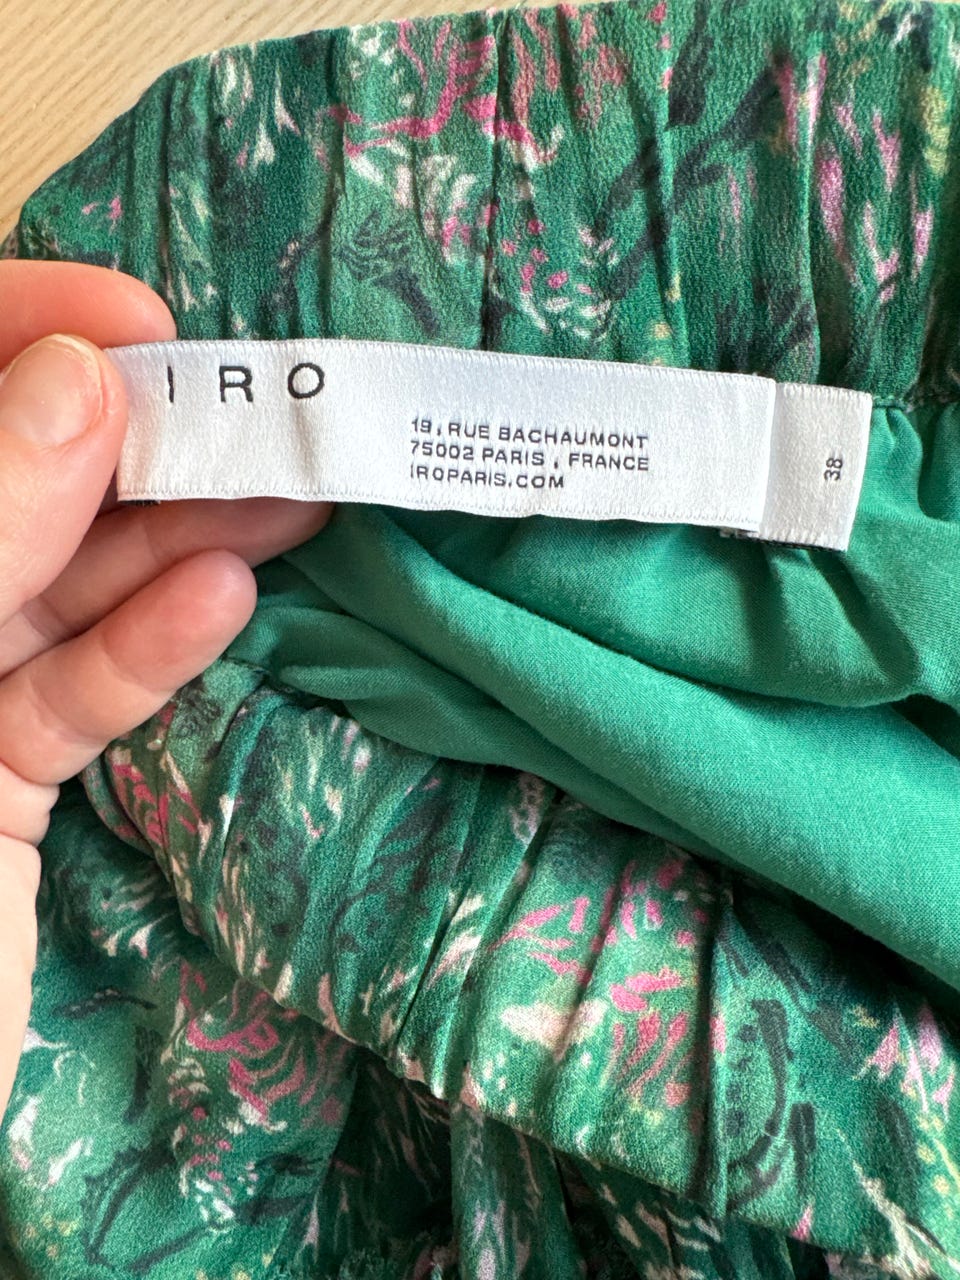 IRO
19, RUE BACHAUMONT
75002 PARIS, FRANCE
IROPARIS.COM
38